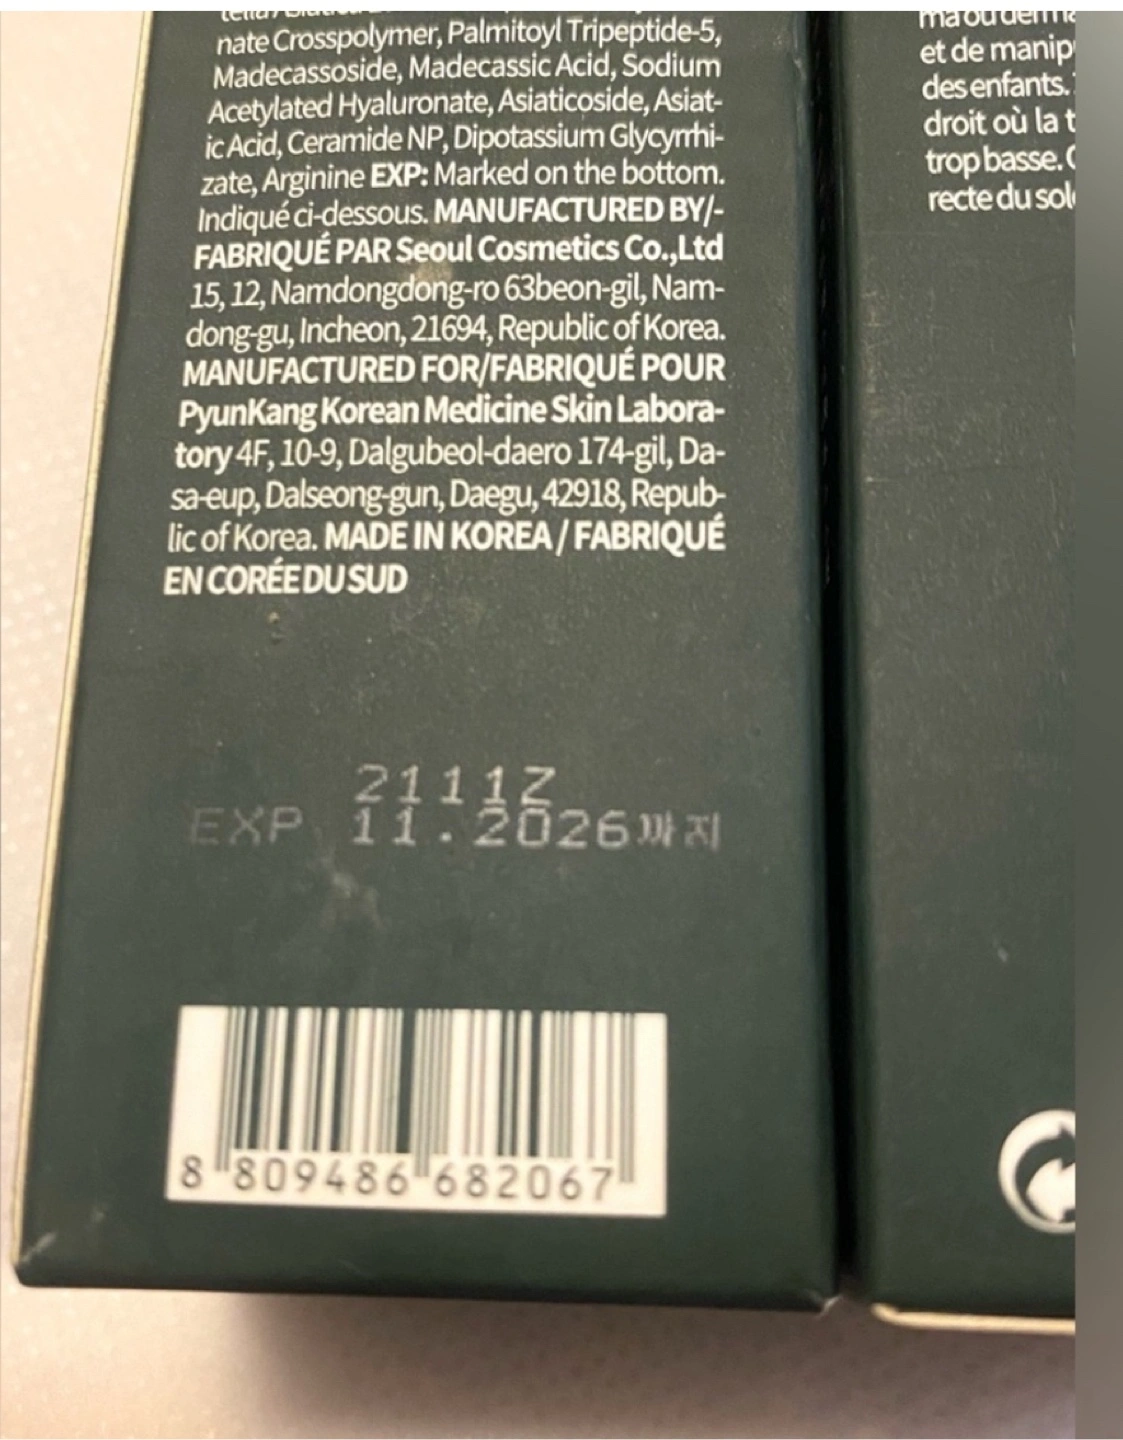 nate Crosspolymer, Palmitoyl Tripeptide-5,
Madecassoside, Madecassic Acid, Sodium
Acetylated Hyaluronate, Asiaticoside, Asiat-
ic Acid, Ceramide NP, Dipotassium Glycyrrhi-
zate, Arginine EXP: Marked on the bottom.
Indiqué ci-dessous. MANUFACTURED BY/-
FABRIQUÉ PAR Seoul Cosmetics Co.,Ltd
15, 12, Namdongdong-ro 63beon-gil, Nam-
dong-gu, Incheon, 21694, Republic of Korea.
MANUFACTURED FOR/FABRIQUÉ POUR
PyunKang Korean Medicine Skin Labora-
tory 4F, 10-9, Dalgubeol-daero 174-gil, Da-
sa-eup, Dalseong-gun, Daegu, 42918, Repub-
lic of Korea. MADE IN KOREA / FABRIQUÉ
EN CORÉE DU SUD
2111Z
EXP 11.2026까지
8 809486 682067
et de manip
des enfants.
droit où la t
trop basse.
recte du sol